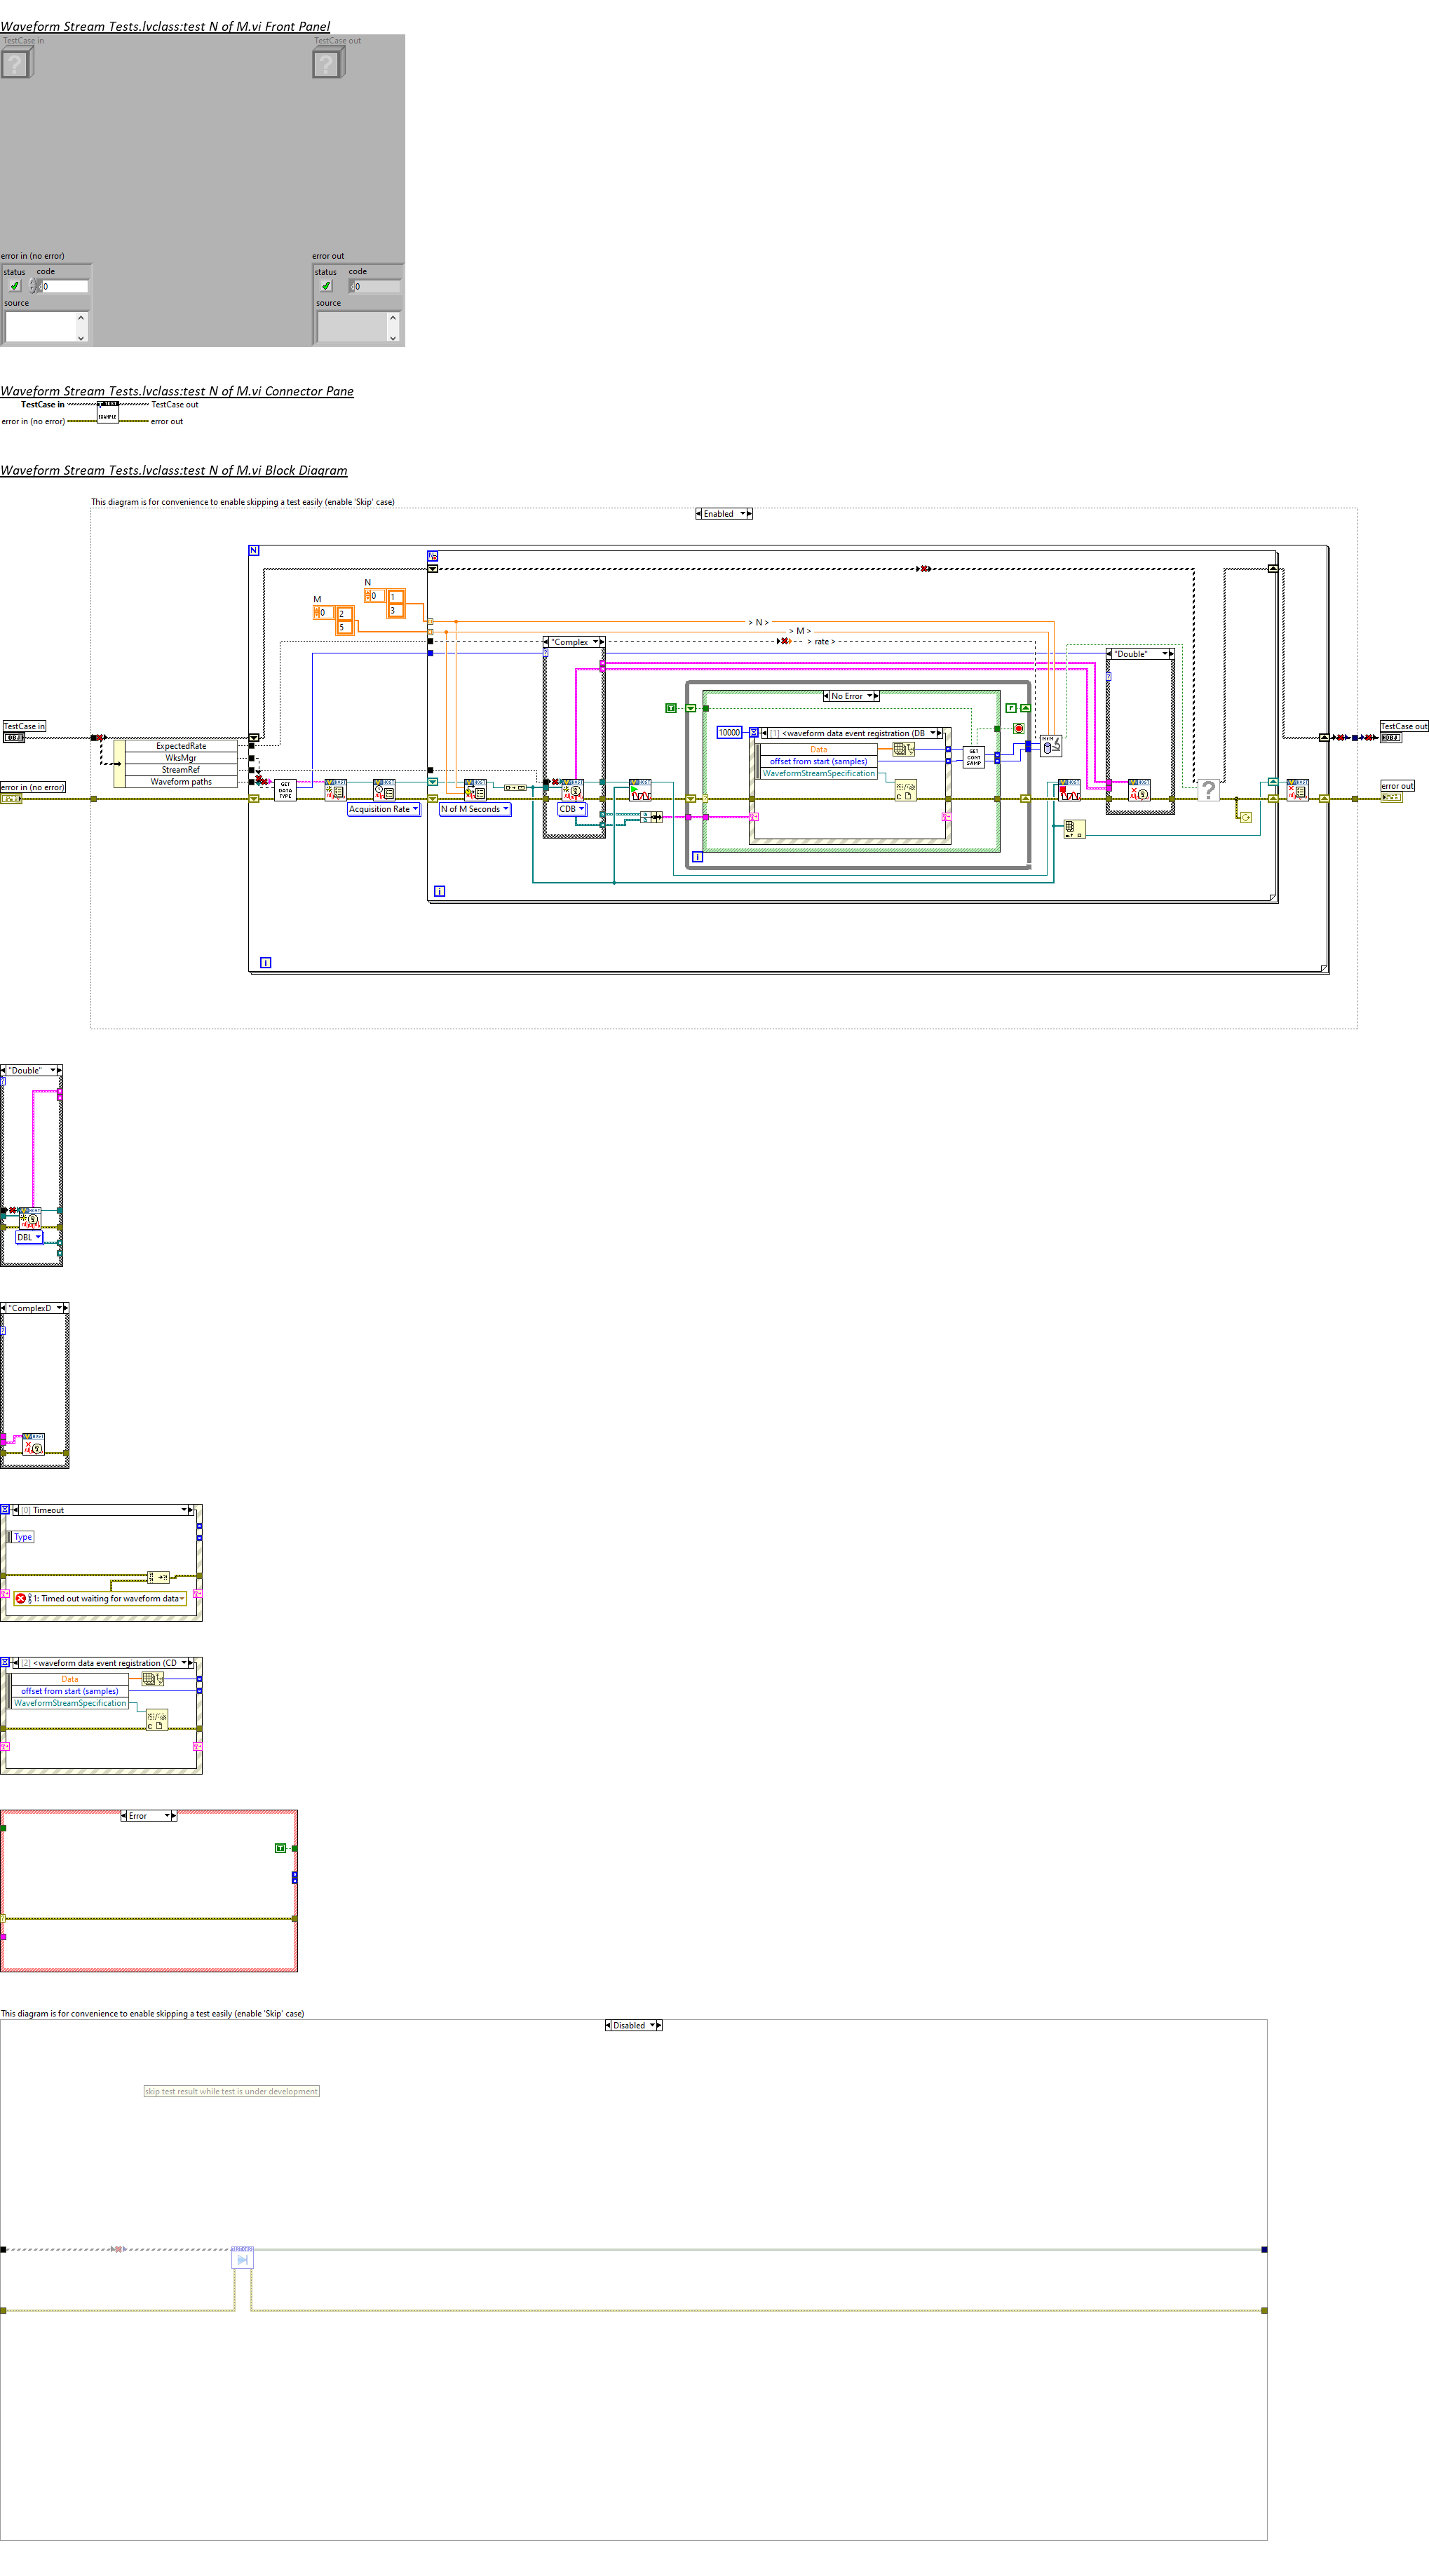 Waveform Stream Tests.lvclass:test N of M.vi Front Panel
TestCase in
TestCase out
?
?
error in (no error)
error out
status code
status code
0
0
source
source
Waveform Stream Tests.lvclass:test N of M.vi Connector Pane
TestCase in
TEST
TestCase out
EXAMPLE
error in (no error)
error out
Waveform Stream Tests.lvclass:test N of M.vi Block Diagram
This diagram is for convenience to enable skipping a test easily (enable 'Skip' case)
Enabled
N
N
N
0
1
3
M
0
2
5
> N >
> M >
> rate >
"Complex
"Double"
No Error
T
F
10000
[1] <waveform data event registration (DB
Data
offset from start (samples)
WaveformStreamSpecification
GET
CONT
SAMP
TestCase in
OBJ
TestCase out
OBJ
ExpectedRate
WksMgr
StreamRef
Waveform paths
error in (no error)
error out
GET
DATA
TYPE
Acquisition Rate
N of M Seconds
CDB
?
i
i
i
"Double"
DBL
"ComplexD
[0] Timeout
Type
1: Timed out waiting for waveform data
[2] <waveform data event registration (CD
Data
offset from start (samples)
WaveformStreamSpecification
Error
T
This diagram is for convenience to enable skipping a test easily (enable 'Skip' case)
Disabled
skip test result while test is under development